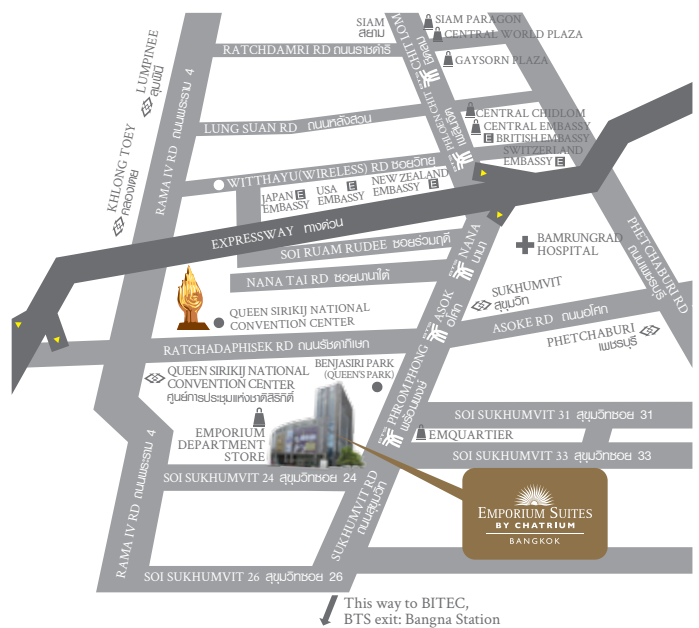 SIAM
สยาม
SIAM PARAGON
CENTRAL WORLD PLAZA
GAYSORN PLAZA
RATCHDAMRI RD ถนนราชดำริ
CHITLOM
ชิดลม
LUMPINEE
ลุมพินี
RAMA IV RD ถนนพระราม 4
LUNG SUAN RD ถนนหลังสวน
PHLOEN CHIT
เพลินจิต
CENTRAL CHIDLOM
CENTRAL EMBASSY
E BRITISH EMBASSY
SWITZERLAND
EMBASSY E
KHLONG TOEY
คลองเตย
WITTHAYU(WIRELESS) RD ซอยวิทยุ
JAPAN E
EMBASSY
USA E
EMBASSY
NEW ZEALAND
EMBASSY E
EXPRESSWAY ทางด่วน
SOI RUAM RUDEE ซอยร่วมฤดี
NANA
นานา
BAMRUNGRAD
HOSPITAL
PHETCHABURI RD
ถนนเพชรบุรี
NANA TAI RD ซอยนานาใต้
SUKHUMVIT
สุขุมวิท
ASOK
อโศก
ASOKE RD ถนนอโศก
PHETCHABURI
เพชรบุรี
QUEEN SIRIKIJ NATIONAL
CONVENTION CENTER
RATCHADAPHISEK RD ถนนรัชดาภิเษก
QUEEN SIRIKIJ NATIONAL
CONVENTION CENTER
ศูนย์การประชุมแห่งชาติสิริกิติ์
BENJASIRI PARK
(QUEEN'S PARK)
PHROM PHONG
พร้อมพงษ์
SOI SUKHUMVIT 31 สุขุมวิทซอย 31
EMQUARTIER
SOI SUKHUMVIT 33 สุขุมวิทซอย 33
EMPORIUM
DEPARTMENT
STORE
SOI SUKHUMVIT 24 สุขุมวิทซอย 24
RAMA IV RD ถนนพระราม 4
SUKHUMVIT RD
ถนนสุขุมวิท
EMPORIUM SUITES
BY CHATRIUM
BANGKOK
SOI SUKHUMVIT 26 สุขุมวิทซอย 26
This way to BITEC,
BTS exit: Bangna Station